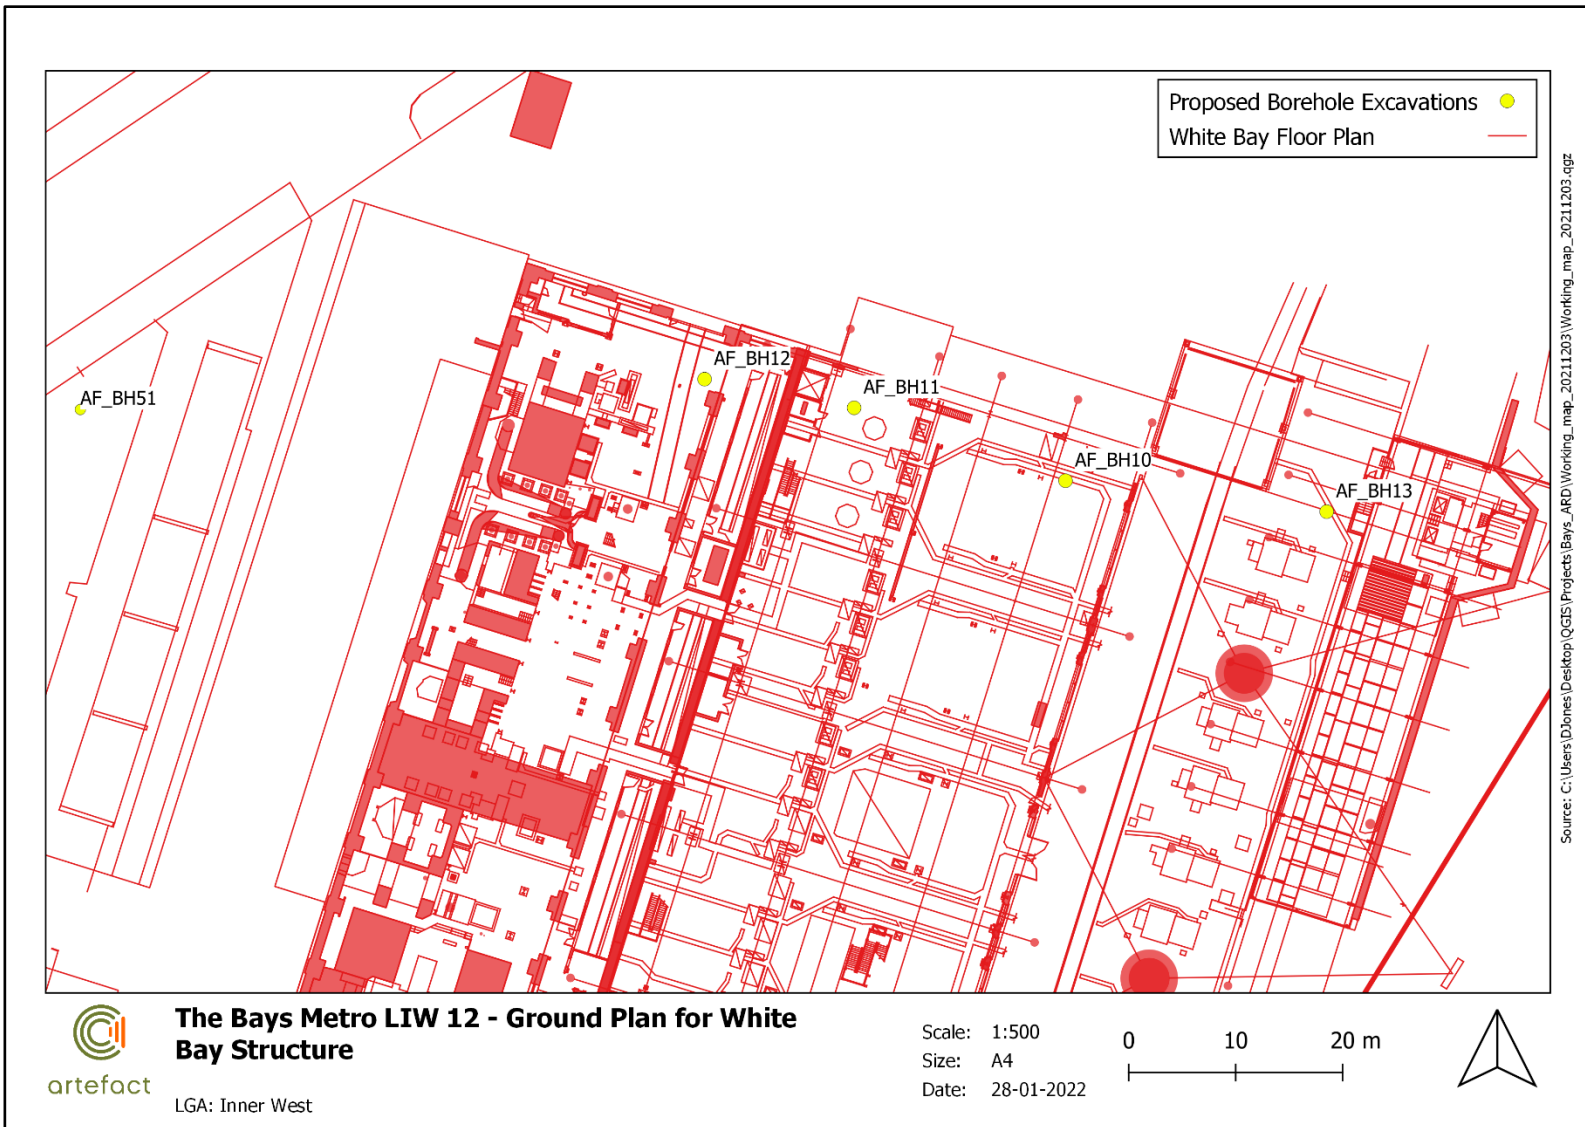 Proposed Borehole Excavations
White Bay Floor Plan
AF_BH12
AF_BH51
AF_BH11
AF_BH10
AF_BH13
Source: C:\Users\DJones\Desktop\QGIS\Projects\Bays_ARD\Working_map_20211203\Working_map_20211203.qgz
artefact
The Bays Metro LIW 12 - Ground Plan for White
Bay Structure
LGA: Inner West
Scale: 1:500
Size: A4
Date: 28-01-2022
0 10 20 m